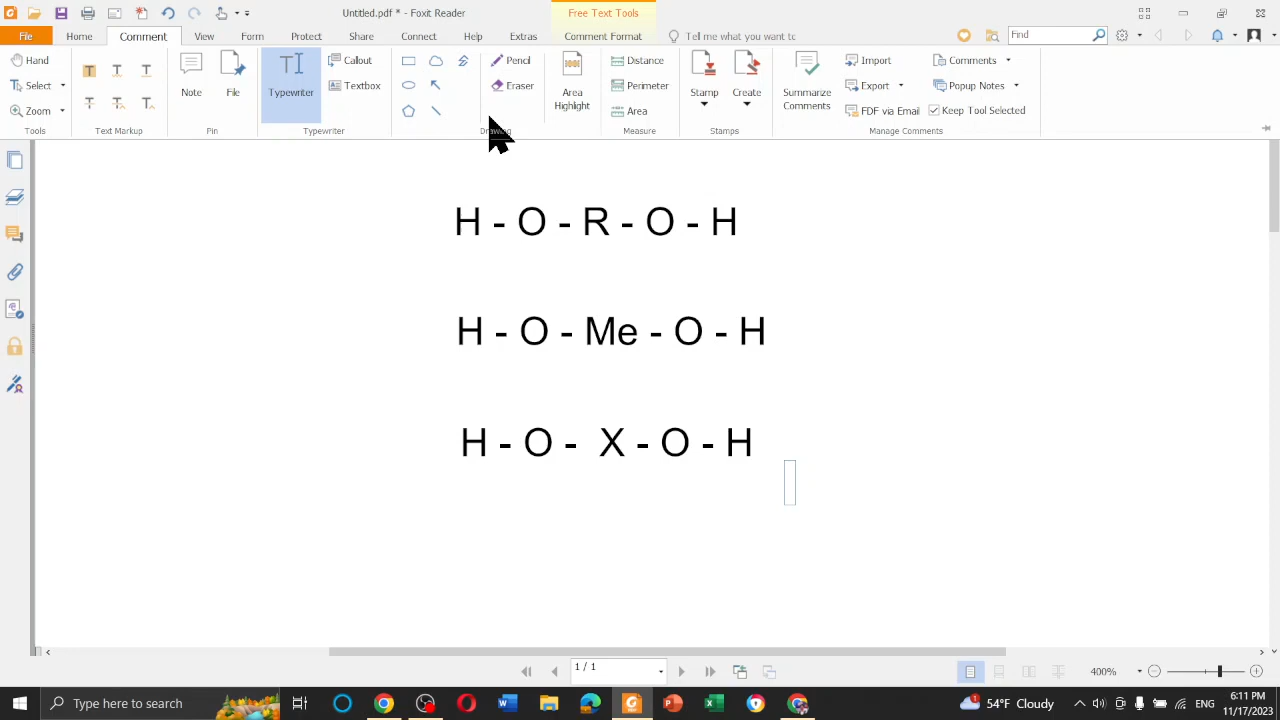 Untitled.pdf * - Foxit Reader
Free Text Tools
File Home Comment View Form Protect Share Connect Help Extras Comment Format Tell me what you want to Find
Hand
Select
Zoom
Tools
Text Markup
Note
File
Pin
Typewriter
Callout
Textbox
Typewriter
Pencil
Eraser
Area Highlight
Distance
Perimeter
Area
Measure
Stamp
Create
Stamps
Summarize Comments
Import
Export
FDF via Email
Comments
Popup Notes
Keep Tool Selected
Manage Comments
H - O - R - O - H
H - O - Me - O - H
H - O -  X - O - H
1 / 1
400%
Type here to search
54°F Cloudy
ENG
6:11 PM
11/17/2023